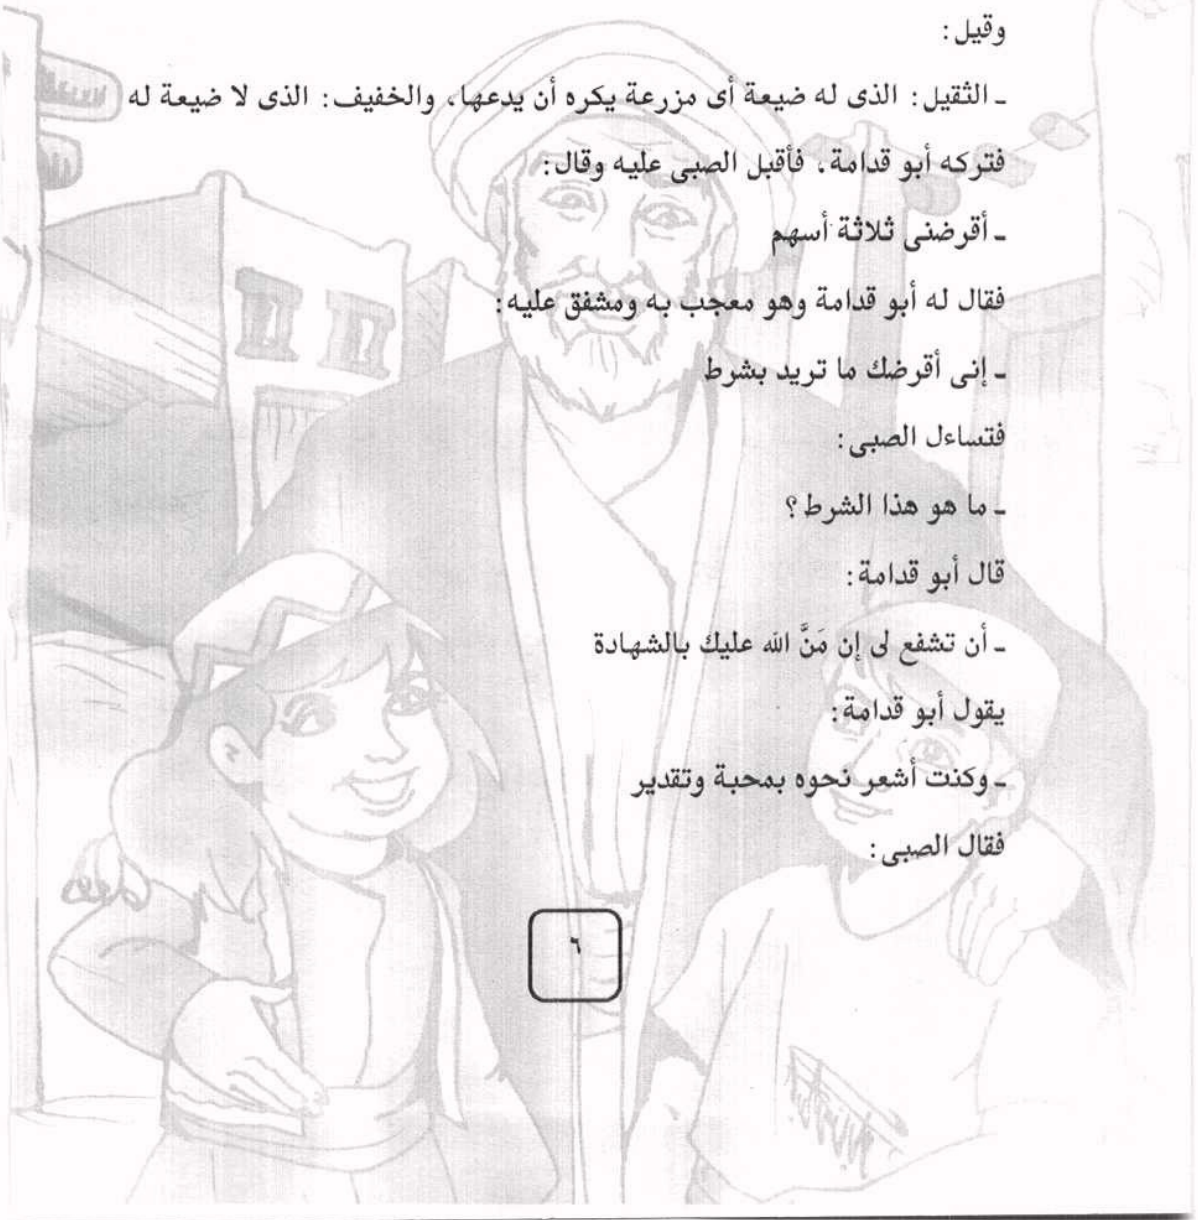 وقيل:
ـ الثقيل: الذى له ضيعة أى مزرعة يكره أن يدعها، والخفيف: الذى لا ضيعة له
فتركه أبو قدامة، فأقبل الصبى عليه وقال:
ـ أقرضنى ثلاثة أسهم
فقال له أبو قدامة وهو معجب به ومشفق عليه:
ـ إنى أقرضك ما تريد بشرط
فتساءل الصبى:
ـ ما هو هذا الشرط؟
قال أبو قدامة:
ـ أن تشفع لى إن مَنَّ الله عليك بالشهادة
يقول أبو قدامة:
ـ وكنت أشعر نحوه بمحبة وتقدير
فقال الصبى:
٦